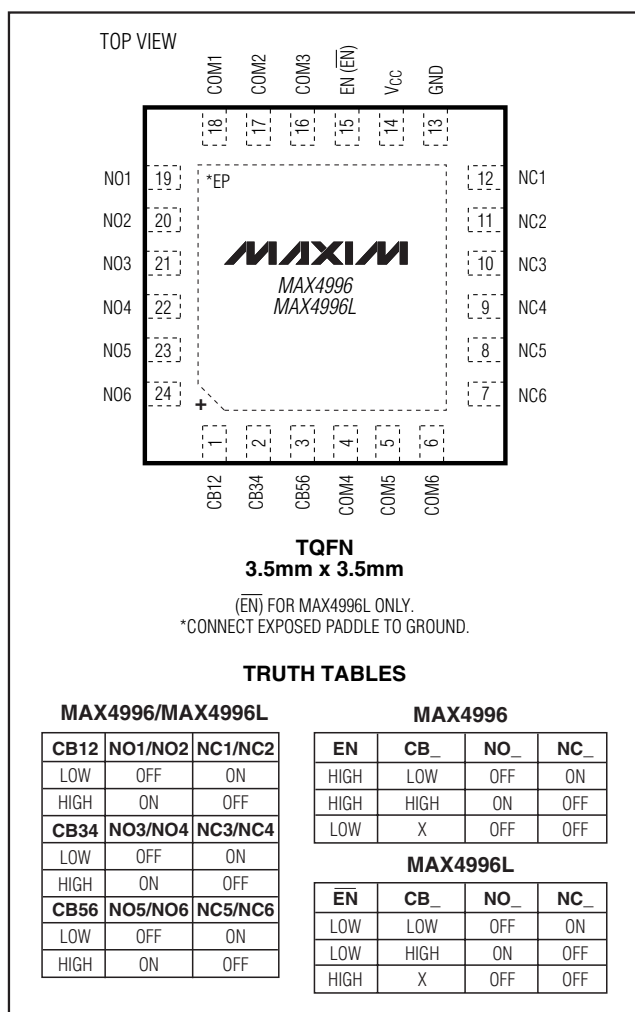 TOP VIEW
COM1 COM2 COM3 EN (E̅N̅) VCC GND
18 17 16 15 14 13
NO1 19 *EP 12 NC1
NO2 20 11 NC2
NO3 21 MAXIM 10 NC3
MAX4996
NO4 22 MAX4996L 9 NC4
NO5 23 8 NC5
NO6 24 7 NC6
+
1 2 3 4 5 6
CB12 CB34 CB56 COM4 COM5 COM6
TQFN
3.5mm x 3.5mm
(E̅N̅) FOR MAX4996L ONLY.
*CONNECT EXPOSED PADDLE TO GROUND.
TRUTH TABLES
MAX4996/MAX4996L
CB12 NO1/NO2 NC1/NC2
LOW OFF ON
HIGH ON OFF
CB34 NO3/NO4 NC3/NC4
LOW OFF ON
HIGH ON OFF
CB56 NO5/NO6 NC5/NC6
LOW OFF ON
HIGH ON OFF
MAX4996
EN CB_ NO_ NC_
HIGH LOW OFF ON
HIGH HIGH ON OFF
LOW X OFF OFF
MAX4996L
E̅N̅ CB_ NO_ NC_
LOW LOW OFF ON
LOW HIGH ON OFF
HIGH X OFF OFF